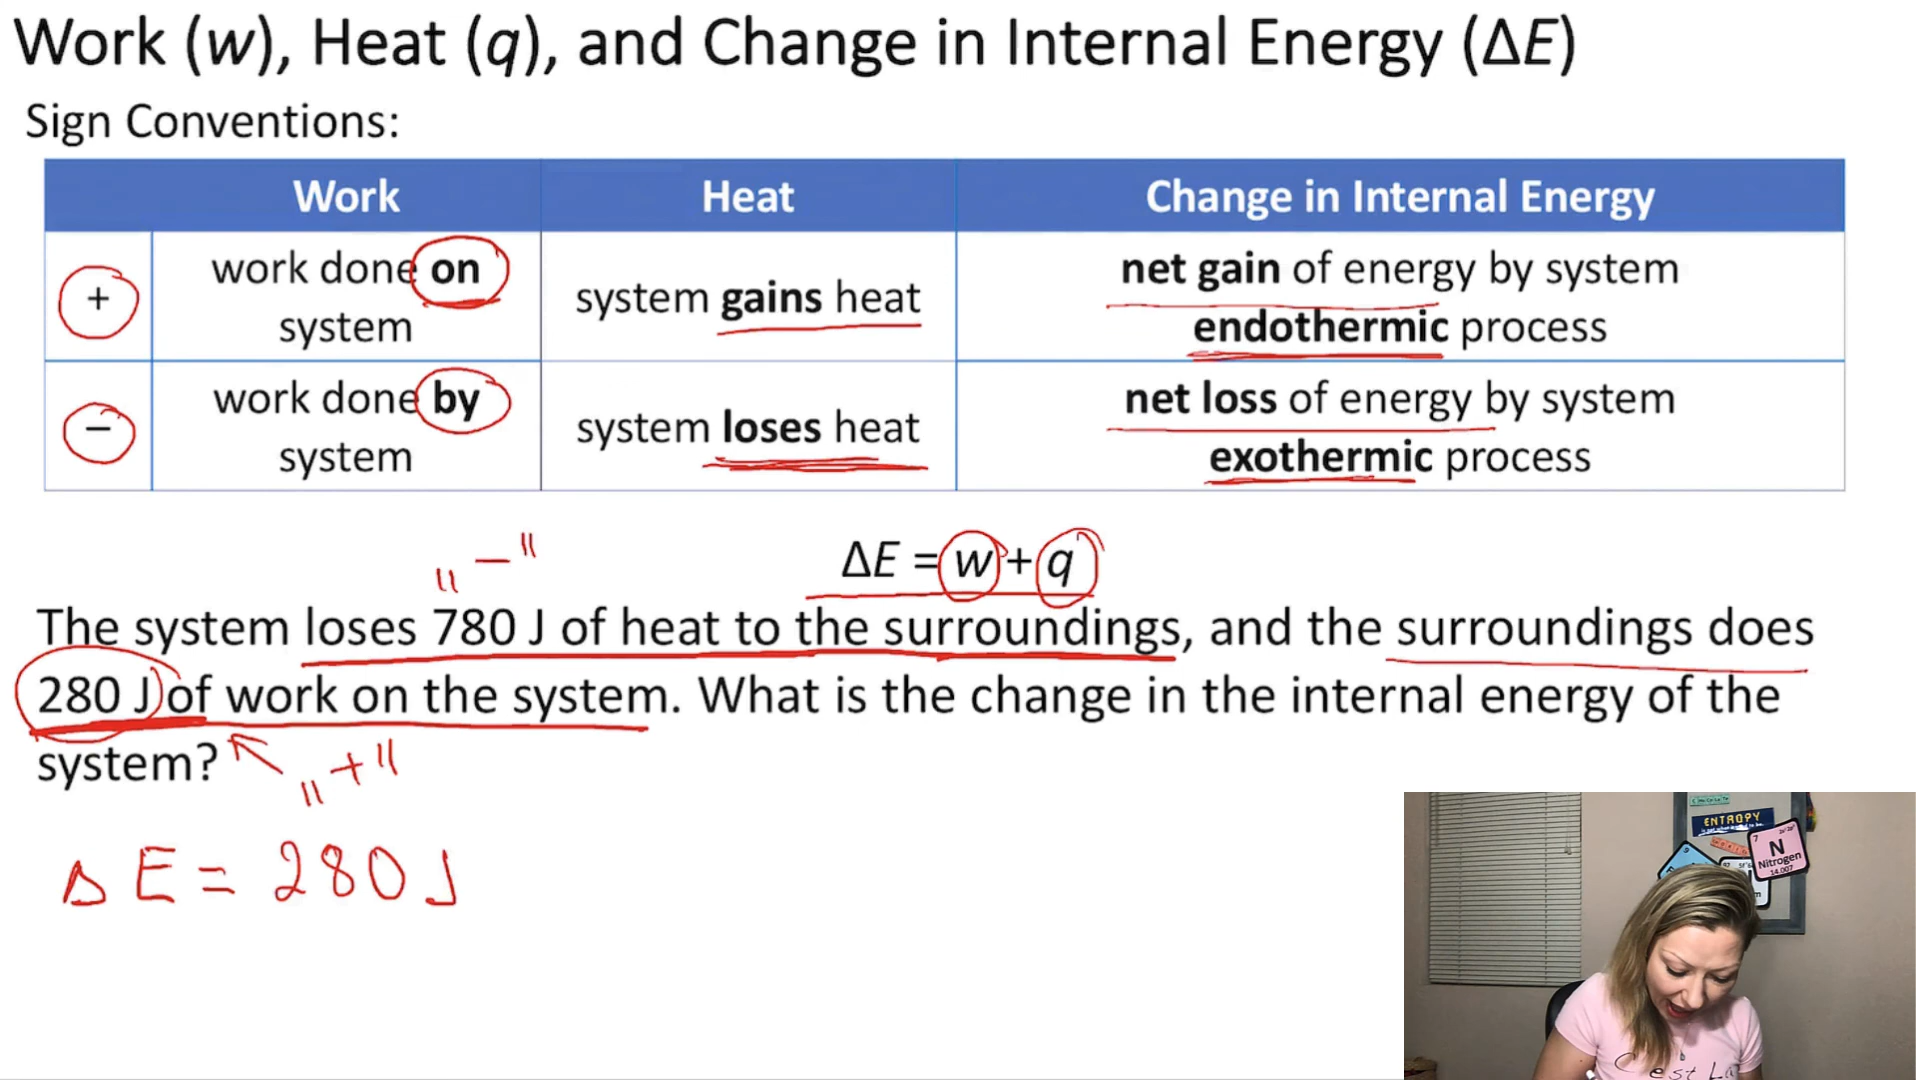 Work (w), Heat (q), and Change in Internal Energy (ΔE)
Sign Conventions:
Work Heat Change in Internal Energy
+ work done on system system gains heat net gain of energy by system
endothermic process
− work done by system system loses heat net loss of energy by system
exothermic process
ΔE = w + q
" − "
The system loses 780 J of heat to the surroundings, and the surroundings does
280 J of work on the system. What is the change in the internal energy of the
system?
" + "
ΔE = 280 J
ENTROPY
7
N
Nitrogen
14.007
C'est La